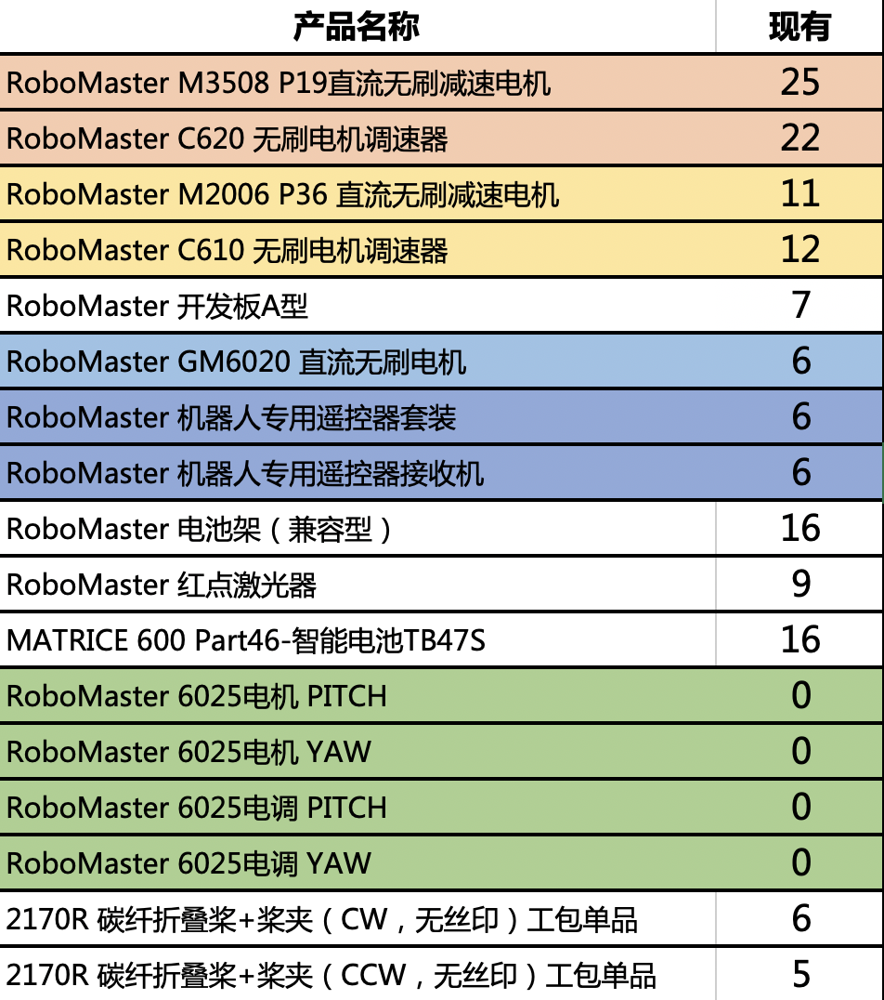 产品名称 现有
RoboMaster M3508 P19直流无刷减速电机 25
RoboMaster C620 无刷电机调速器 22
RoboMaster M2006 P36 直流无刷减速电机 11
RoboMaster C610 无刷电机调速器 12
RoboMaster 开发板A型 7
RoboMaster GM6020 直流无刷电机 6
RoboMaster 机器人专用遥控器套装 6
RoboMaster 机器人专用遥控器接收机 6
RoboMaster 电池架（兼容型） 16
RoboMaster 红点激光器 9
MATRICE 600 Part46-智能电池TB47S 16
RoboMaster 6025电机 PITCH 0
RoboMaster 6025电机 YAW 0
RoboMaster 6025电调 PITCH 0
RoboMaster 6025电调 YAW 0
2170R 碳纤折叠桨+桨夹（CW，无丝印）工包单品 6
2170R 碳纤折叠桨+桨夹（CCW，无丝印）工包单品 5